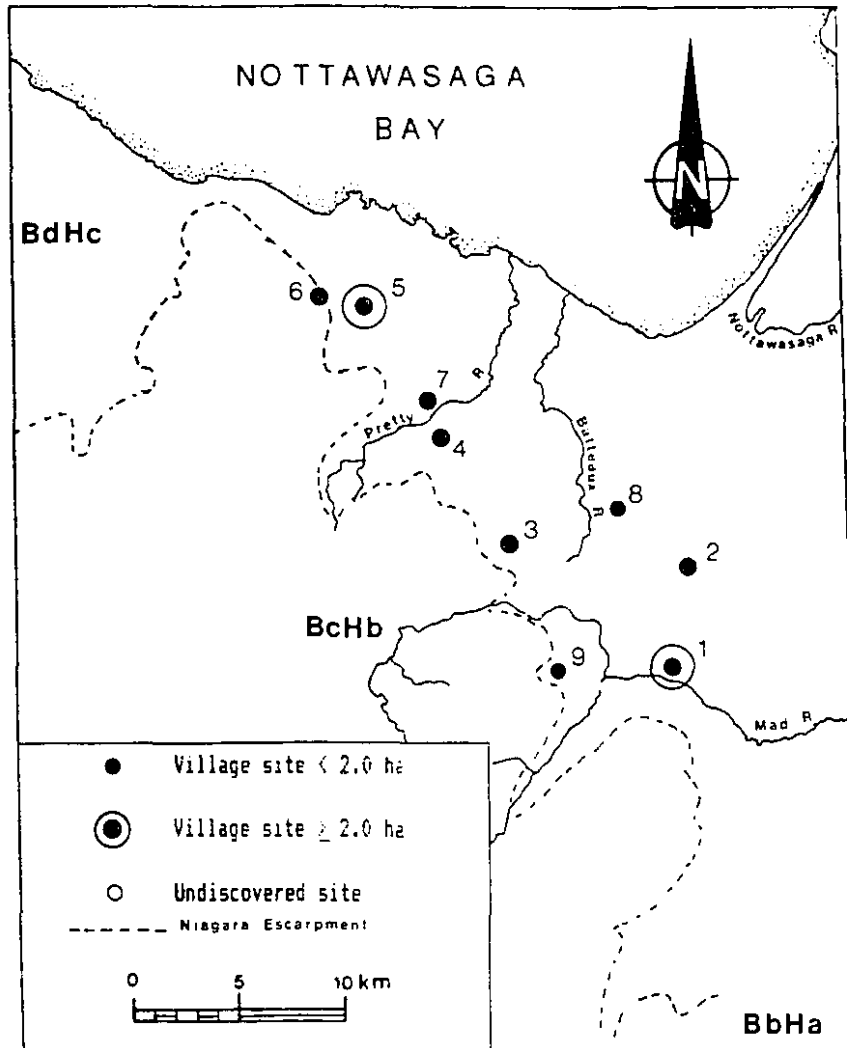 NOTTAWASAGA
BAY
N
BdHc
Nottawasaga R
6
5
7
Pretty R
4
Batteaux R
8
3
2
BcHb
9
1
Mad R
Village site < 2.0 ha
Village site ≥ 2.0 ha
Undiscovered site
Niagara Escarpment
0 5 10 km
BbHa